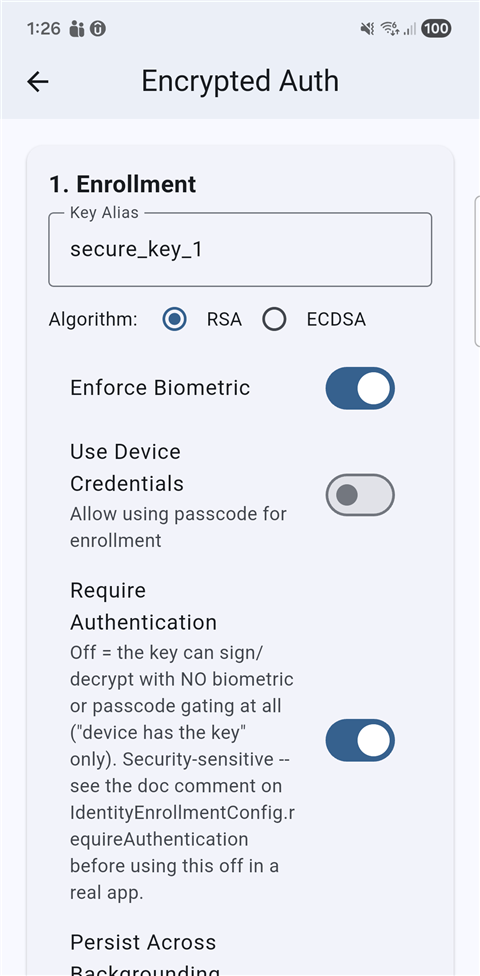 1:26
100
Encrypted Auth
1. Enrollment
Key Alias
secure_key_1
Algorithm: RSA ECDSA
Enforce Biometric
Use Device
Credentials
Allow using passcode for
enrollment
Require
Authentication
Off = the key can sign/
decrypt with NO biometric
or passcode gating at all
("device has the key"
only). Security-sensitive --
see the doc comment on
IdentityEnrollmentConfig.r
equireAuthentication
before using this off in a
real app.
Persist Across
Backgrounding